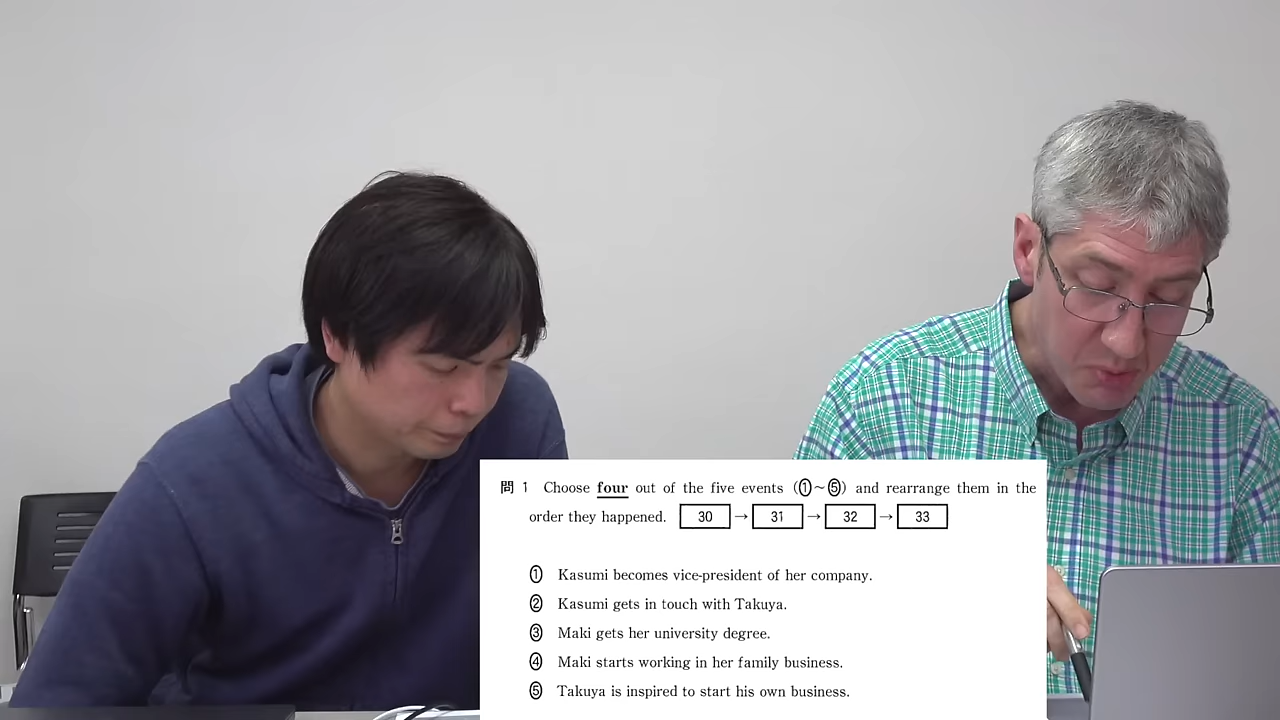 問 1 Choose four out of the five events (①~⑤) and rearrange them in the
order they happened. 30 → 31 → 32 → 33
① Kasumi becomes vice-president of her company.
② Kasumi gets in touch with Takuya.
③ Maki gets her university degree.
④ Maki starts working in her family business.
⑤ Takuya is inspired to start his own business.